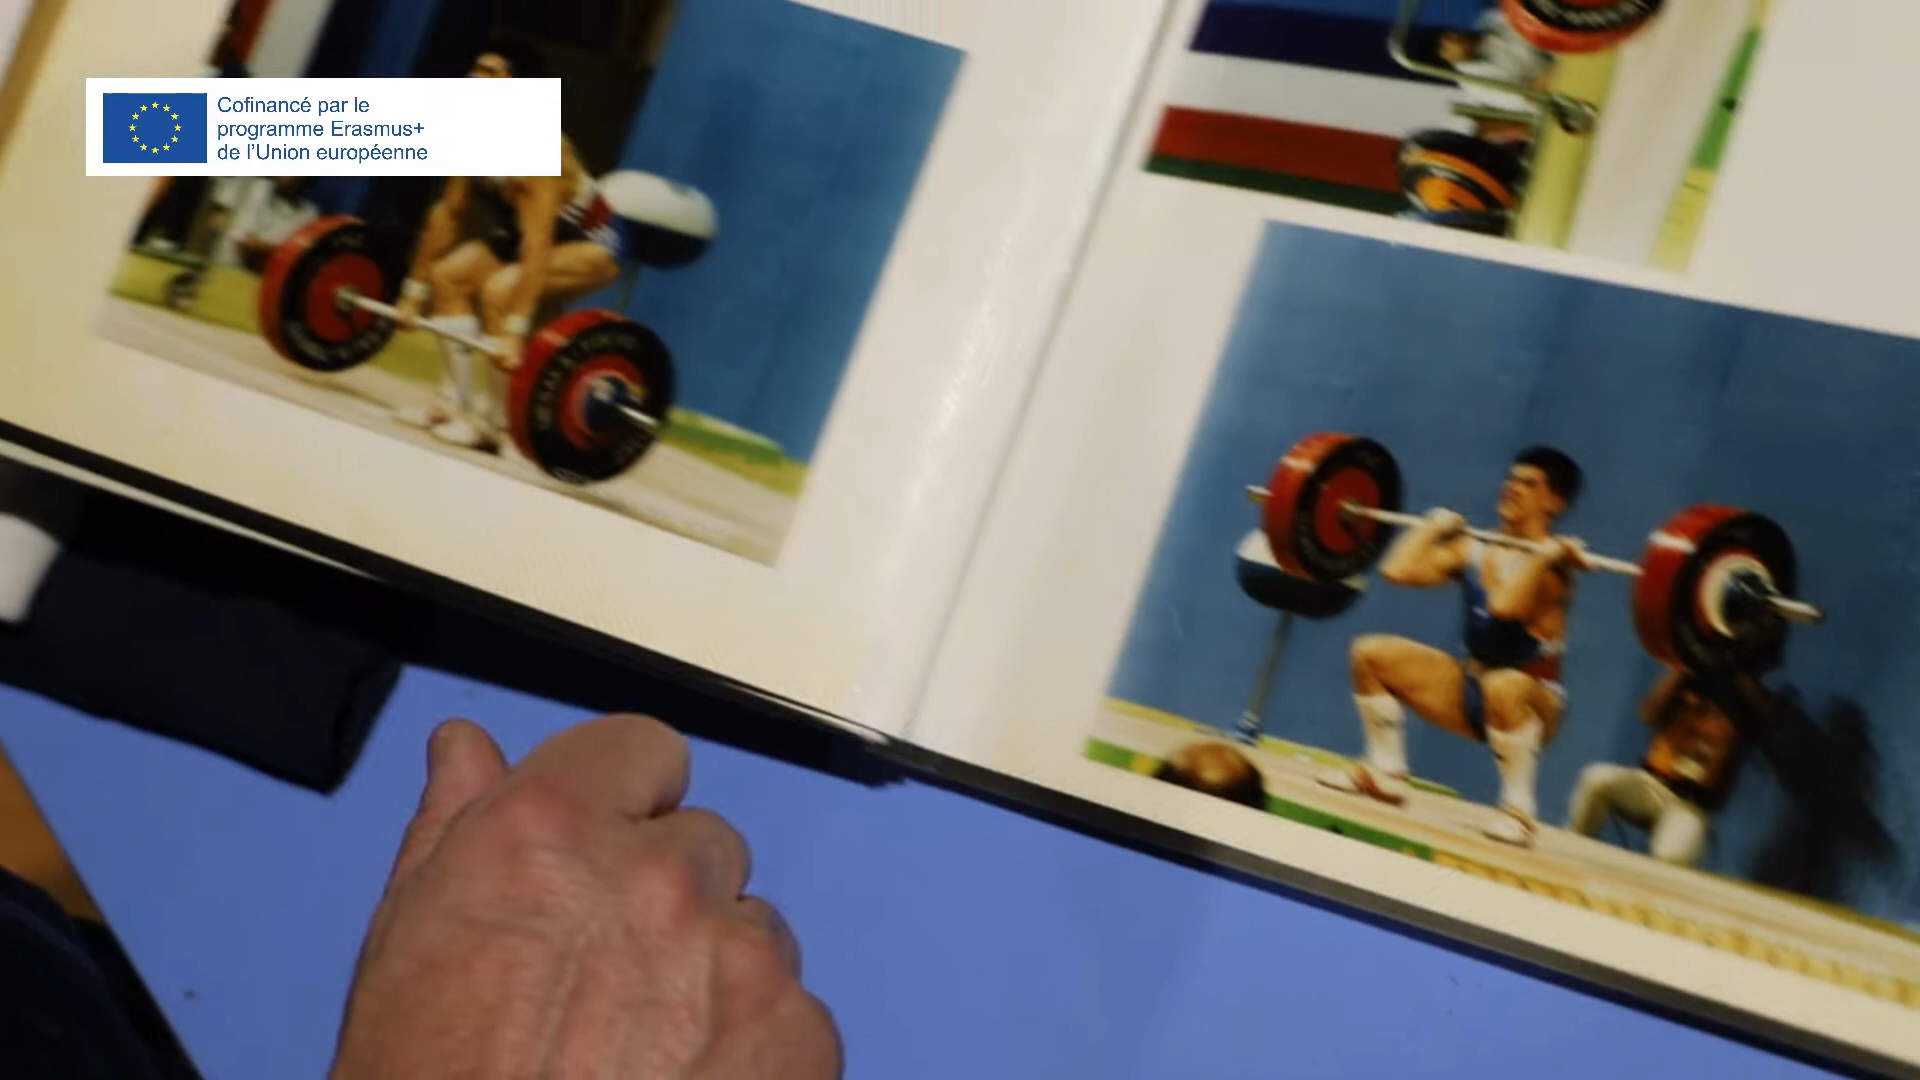 Cofinancé par le
programme Erasmus+
de l'Union européenne